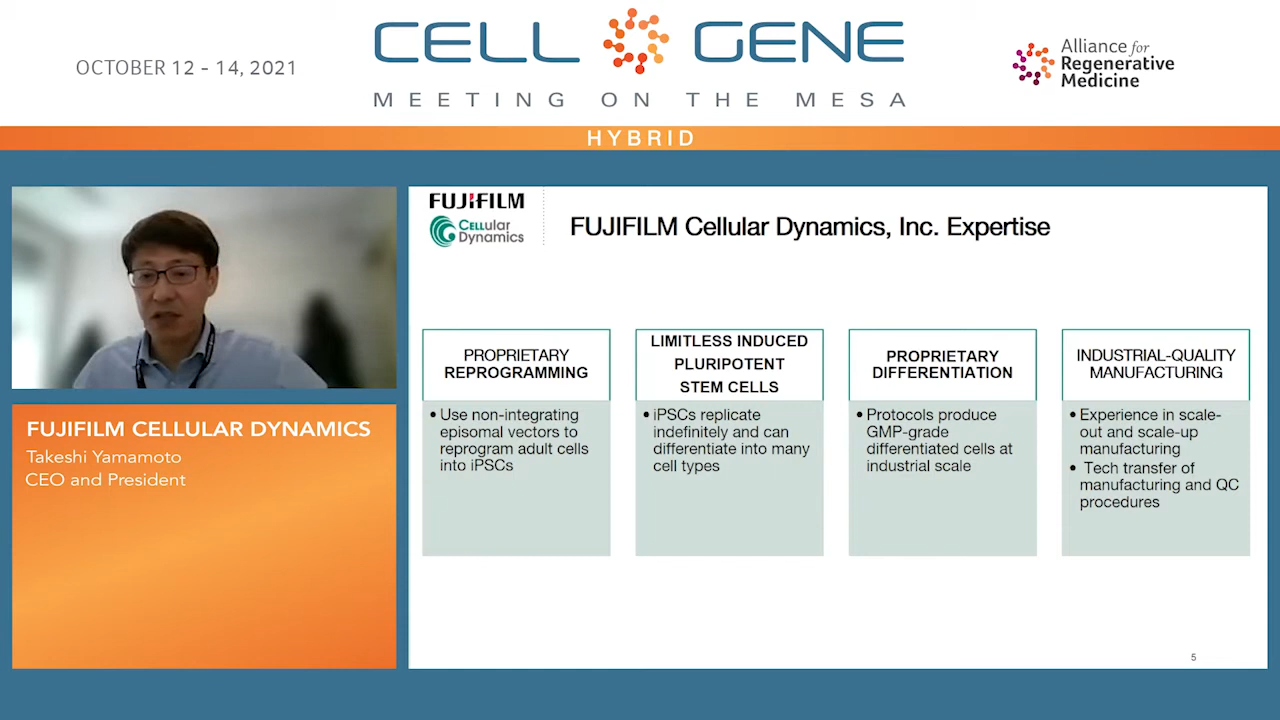 OCTOBER 12 - 14, 2021
CELL GENE
MEETING ON THE MESA
Alliance for
Regenerative
Medicine
HYBRID
FUJIFILM
CELLular
Dynamics
FUJIFILM Cellular Dynamics, Inc. Expertise
PROPRIETARY
REPROGRAMMING
• Use non-integrating
episomal vectors to
reprogram adult cells
into iPSCs
LIMITLESS INDUCED
PLURIPOTENT
STEM CELLS
• iPSCs replicate
indefinitely and can
differentiate into many
cell types
PROPRIETARY
DIFFERENTIATION
• Protocols produce
GMP-grade
differentiated cells at
industrial scale
INDUSTRIAL-QUALITY
MANUFACTURING
• Experience in scale-
out and scale-up
manufacturing
• Tech transfer of
manufacturing and QC
procedures
5
FUJIFILM CELLULAR DYNAMICS
Takeshi Yamamoto
CEO and President